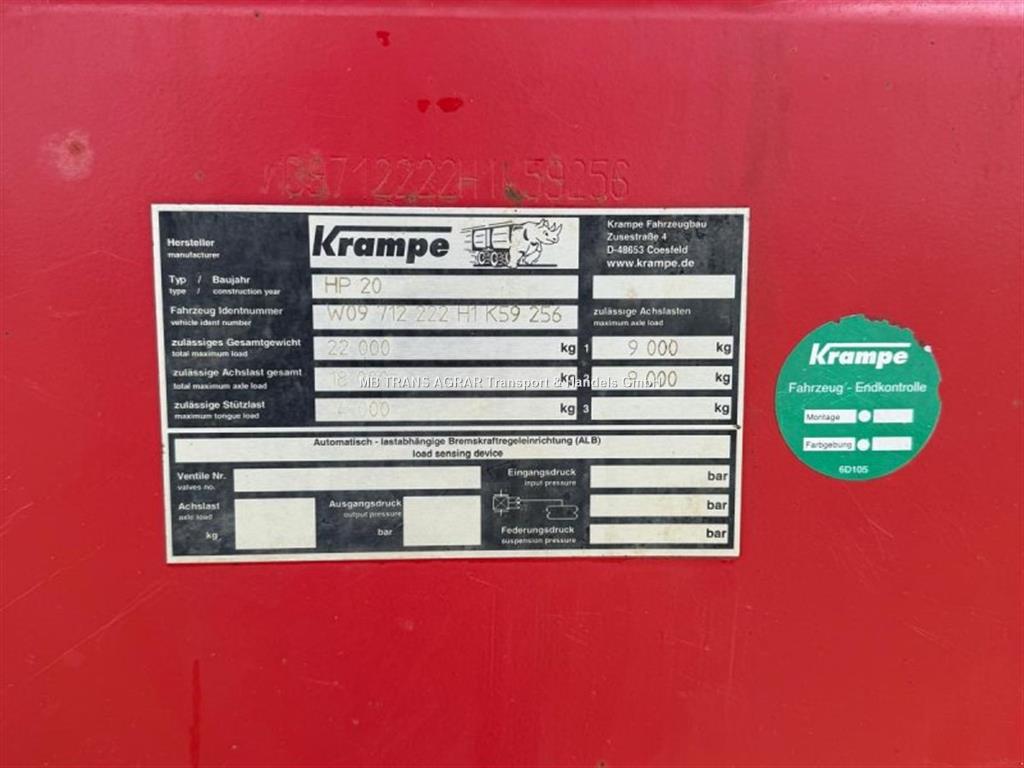 712222H1K59256
Krampe
Krampe Fahrzeugbau
Zusestraße 4
D-48653 Coesfeld
www.krampe.de
Hersteller
manufacturer
Typ / Baujahr
type / construction year
HP 20
Fahrzeug Identnummer
vehicle ident number
W09 712 222 H1 K59 256
zulässige Achslasten
maximum axle load
zulässiges Gesamtgewicht
total maximum load
22 000 kg
1 9 000 kg
zulässige Achslast gesamt
total maximum axle load
kg
2 9 000 kg
MB TRANS AGRAR Transport & Handels GmbH
zulässige Stützlast
maximum tongue load
000 kg
3 kg
Automatisch - lastabhängige Bremskraftregeleinrichtung (ALB)
load sensing device
Ventile Nr.
valves no.
Eingangsdruck
input pressure
bar
Achslast
axle load
kg
Ausgangsdruck
output pressure
bar
bar
Federungsdruck
suspension pressure
bar
Krampe
Fahrzeug - Endkontrolle
Montage
Farbgebung
6D105